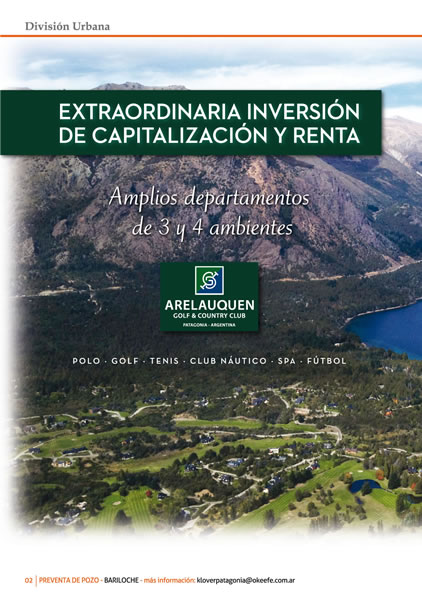 División Urbana
EXTRAORDINARIA INVERSIÓN
DE CAPITALIZACIÓN Y RENTA
Amplios departamentos
de 3 y 4 ambientes
ARELAUQUEN
GOLF & COUNTRY CLUB
PATAGONIA - ARGENTINA
POLO · GOLF · TENIS · CLUB NÁUTICO · SPA · FÚTBOL
02 | PREVENTA DE POZO - BARILOCHE - más información: kloverpatagonia@okeefe.com.ar